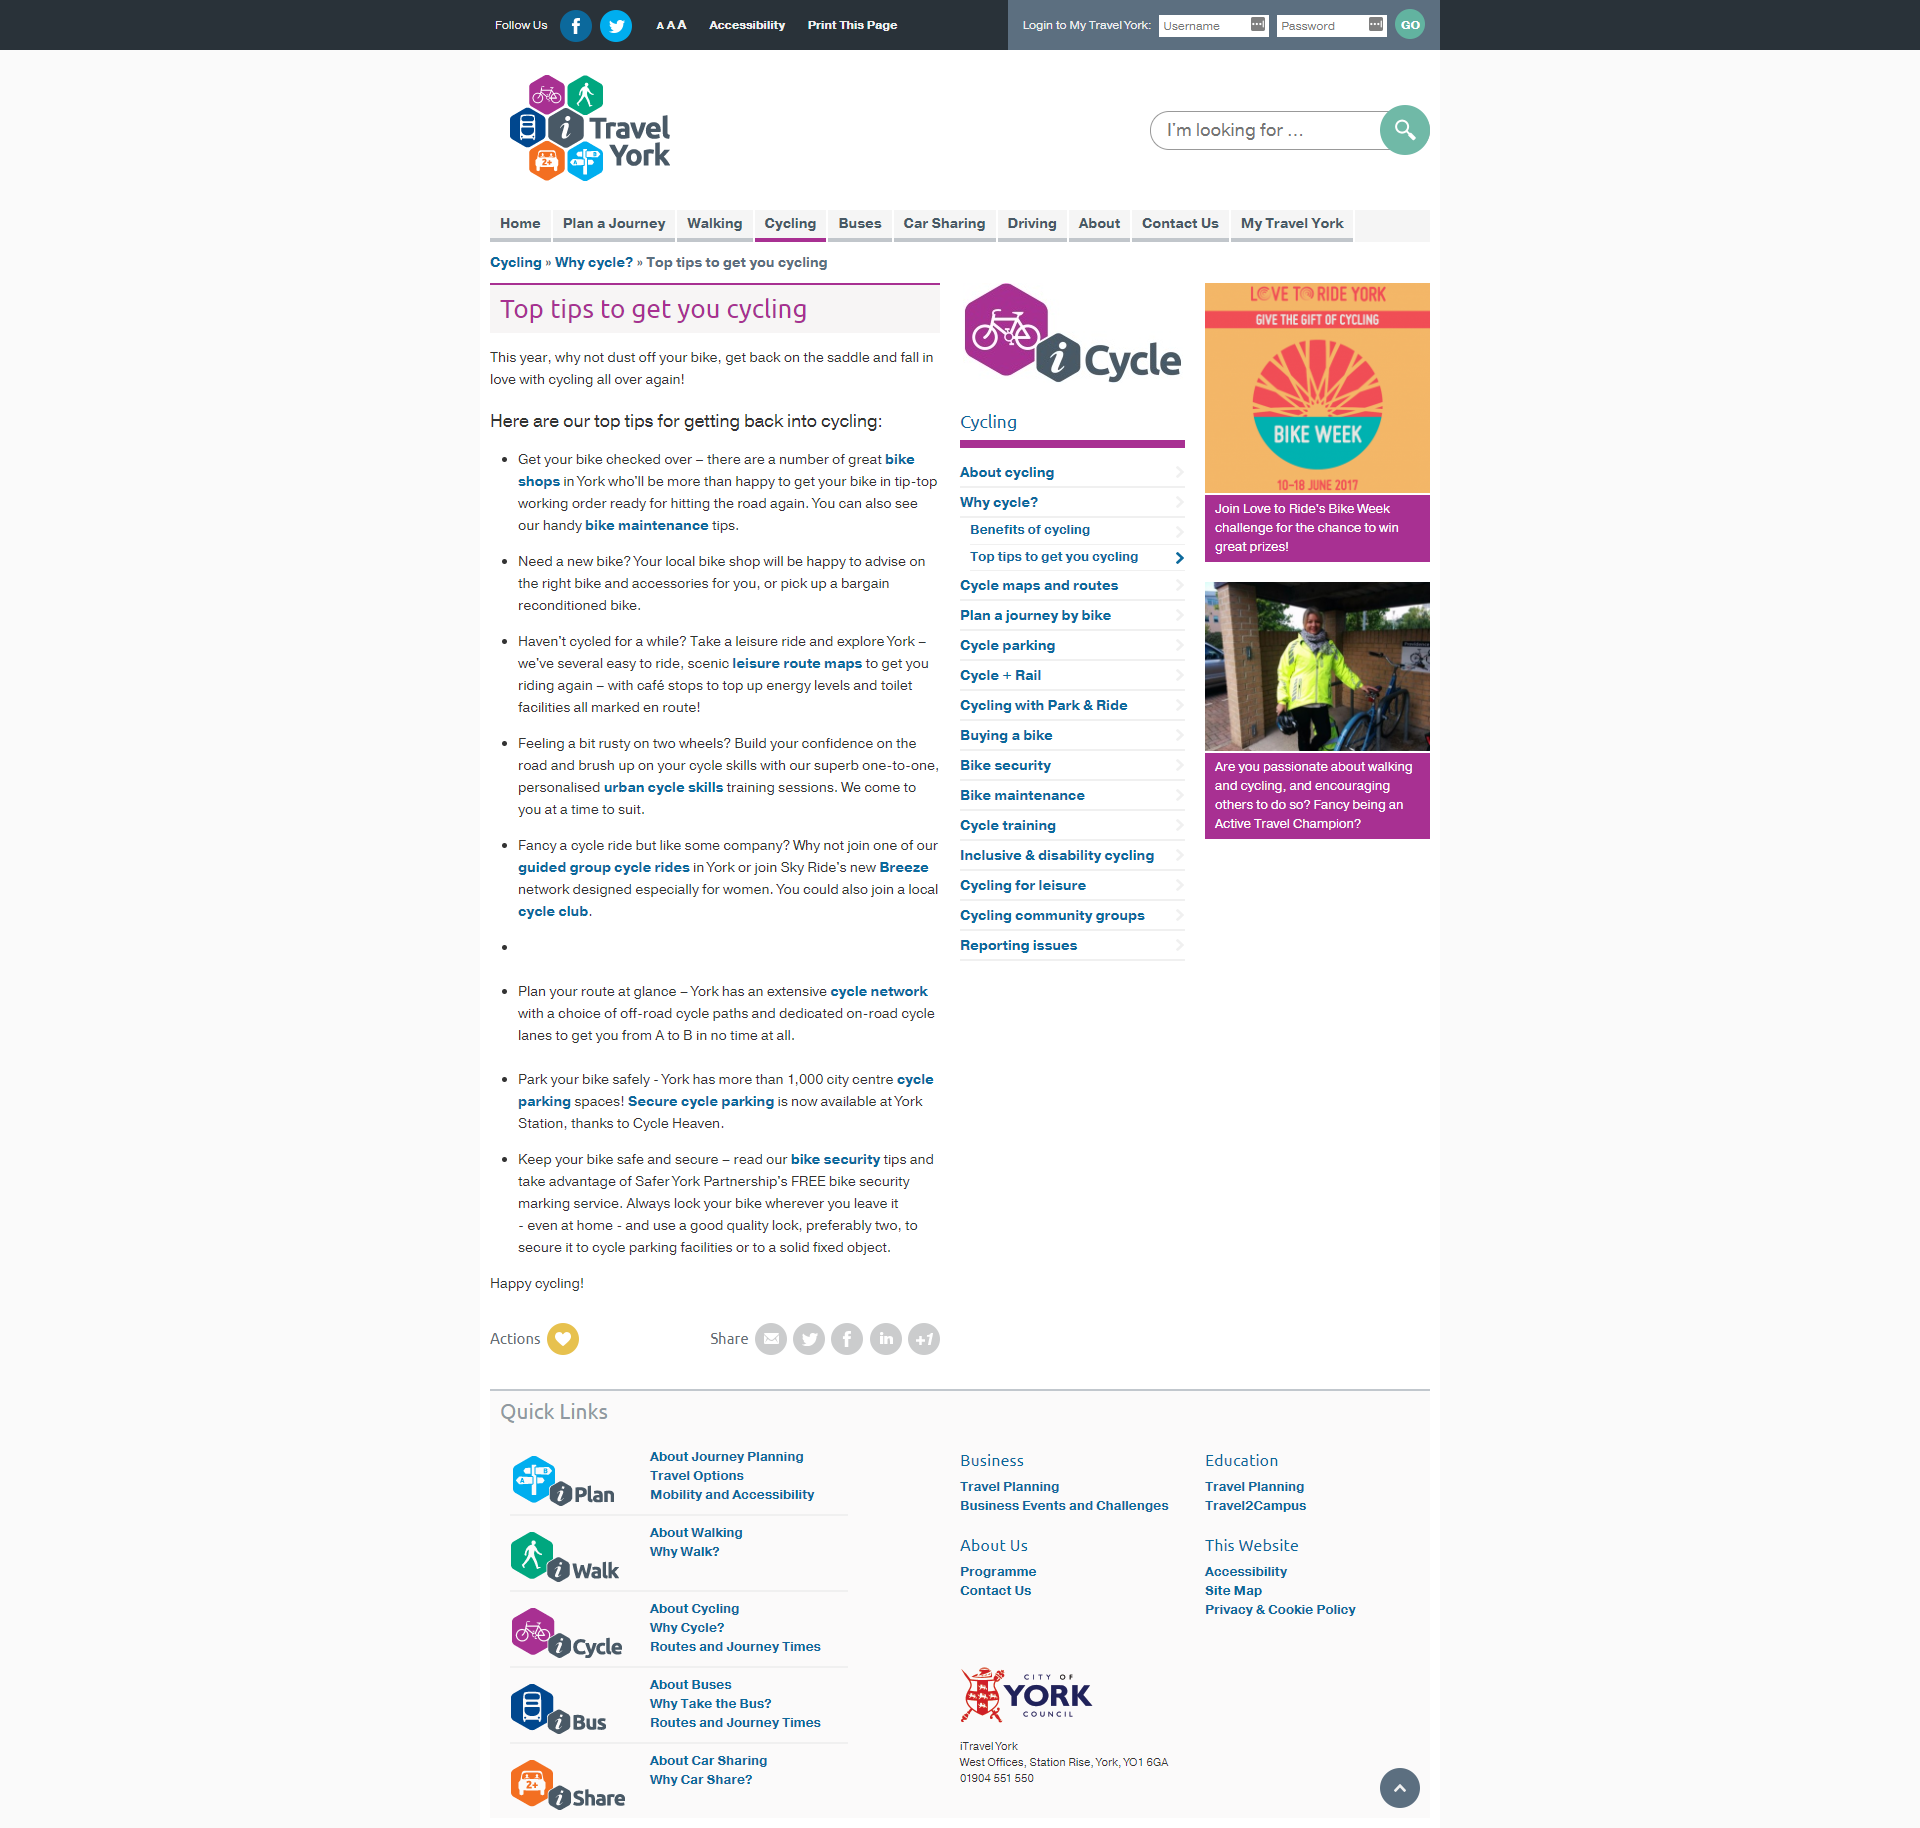 Follow Us
A A A
Accessibility
Print This Page
Login to My Travel York:
Username
Password
GO
i Travel
York
2+
A
B
I'm looking for ...
Home
Plan a Journey
Walking
Cycling
Buses
Car Sharing
Driving
About
Contact Us
My Travel York
Cycling » Why cycle? » Top tips to get you cycling
Top tips to get you cycling
This year, why not dust off your bike, get back on the saddle and fall in
love with cycling all over again!
Here are our top tips for getting back into cycling:
• Get your bike checked over – there are a number of great bike
shops in York who'll be more than happy to get your bike in tip-top
working order ready for hitting the road again. You can also see
our handy bike maintenance tips.
• Need a new bike? Your local bike shop will be happy to advise on
the right bike and accessories for you, or pick up a bargain
reconditioned bike.
• Haven't cycled for a while? Take a leisure ride and explore York –
we've several easy to ride, scenic leisure route maps to get you
riding again – with café stops to top up energy levels and toilet
facilities all marked en route!
• Feeling a bit rusty on two wheels? Build your confidence on the
road and brush up on your cycle skills with our superb one-to-one,
personalised urban cycle skills training sessions. We come to
you at a time to suit.
• Fancy a cycle ride but like some company? Why not join one of our
guided group cycle rides in York or join Sky Ride's new Breeze
network designed especially for women. You could also join a local
cycle club.
•
• Plan your route at glance – York has an extensive cycle network
with a choice of off-road cycle paths and dedicated on-road cycle
lanes to get you from A to B in no time at all.
• Park your bike safely - York has more than 1,000 city centre cycle
parking spaces! Secure cycle parking is now available at York
Station, thanks to Cycle Heaven.
• Keep your bike safe and secure – read our bike security tips and
take advantage of Safer York Partnership's FREE bike security
marking service. Always lock your bike wherever you leave it
- even at home - and use a good quality lock, preferably two, to
secure it to cycle parking facilities or to a solid fixed object.
Happy cycling!
Actions
Share
f
in
+1
i Cycle
Cycling
About cycling
Why cycle?
Benefits of cycling
Top tips to get you cycling
Cycle maps and routes
Plan a journey by bike
Cycle parking
Cycle + Rail
Cycling with Park & Ride
Buying a bike
Bike security
Bike maintenance
Cycle training
Inclusive & disability cycling
Cycling for leisure
Cycling community groups
Reporting issues
LOVE TO RIDE YORK
GIVE THE GIFT OF CYCLING
BIKE WEEK
10-18 JUNE 2017
Join Love to Ride's Bike Week
challenge for the chance to win
great prizes!
Are you passionate about walking
and cycling, and encouraging
others to do so? Fancy being an
Active Travel Champion?
Quick Links
i Plan
About Journey Planning
Travel Options
Mobility and Accessibility
i Walk
About Walking
Why Walk?
i Cycle
About Cycling
Why Cycle?
Routes and Journey Times
i Bus
About Buses
Why Take the Bus?
Routes and Journey Times
2+
i Share
About Car Sharing
Why Car Share?
Business
Travel Planning
Business Events and Challenges
Education
Travel Planning
Travel2Campus
About Us
Programme
Contact Us
This Website
Accessibility
Site Map
Privacy & Cookie Policy
CITY OF
YORK
COUNCIL
iTravel York
West Offices, Station Rise, York, YO1 6GA
01904 551 550